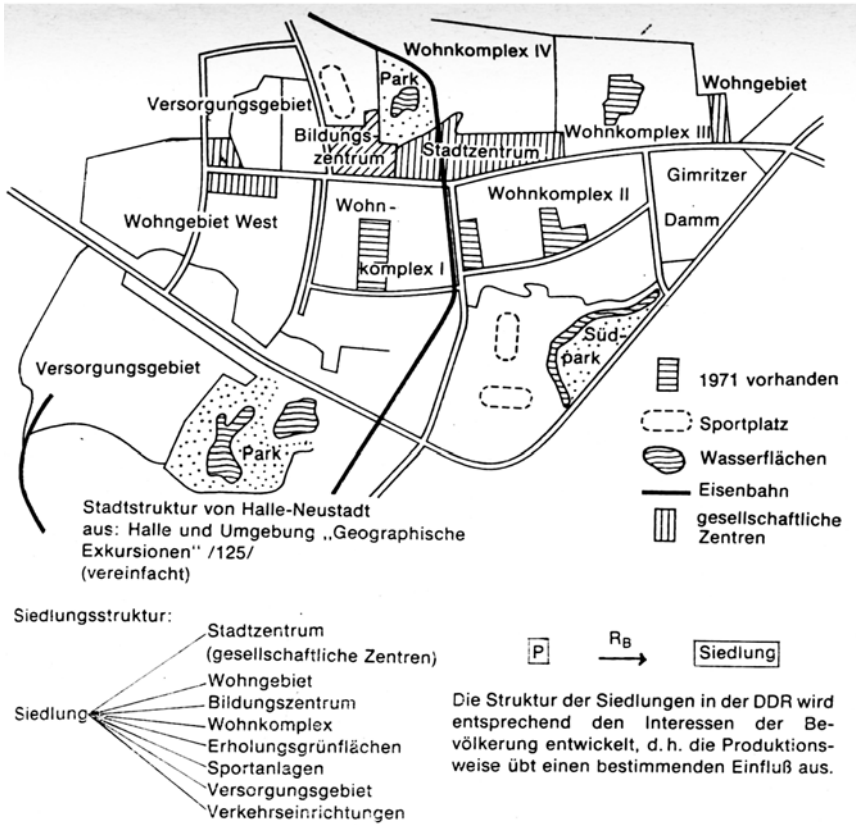 Wohnkomplex IV
Park
Wohngebiet
Versorgungsgebiet
Bildungs-
zentrum
Stadtzentrum
Wohnkomplex III
Gimritzer
Damm
Wohnkomplex II
Wohn-
komplex I
Wohngebiet West
Versorgungsgebiet
Süd-
park
Park
1971 vorhanden
Sportplatz
Wasserflächen
Eisenbahn
gesellschaftliche
Zentren
Stadtstruktur von Halle-Neustadt
aus: Halle und Umgebung „Geographische
Exkursionen“ /125/
(vereinfacht)
Siedlungsstruktur:
Siedlung
Stadtzentrum
(gesellschaftliche Zentren)
Wohngebiet
Bildungszentrum
Wohnkomplex
Erholungsgrünflächen
Sportanlagen
Versorgungsgebiet
Verkehrseinrichtungen
P R_B Siedlung
Die Struktur der Siedlungen in der DDR wird
entsprechend den Interessen der Be-
völkerung entwickelt, d. h. die Produktions-
weise übt einen bestimmenden Einfluß aus.